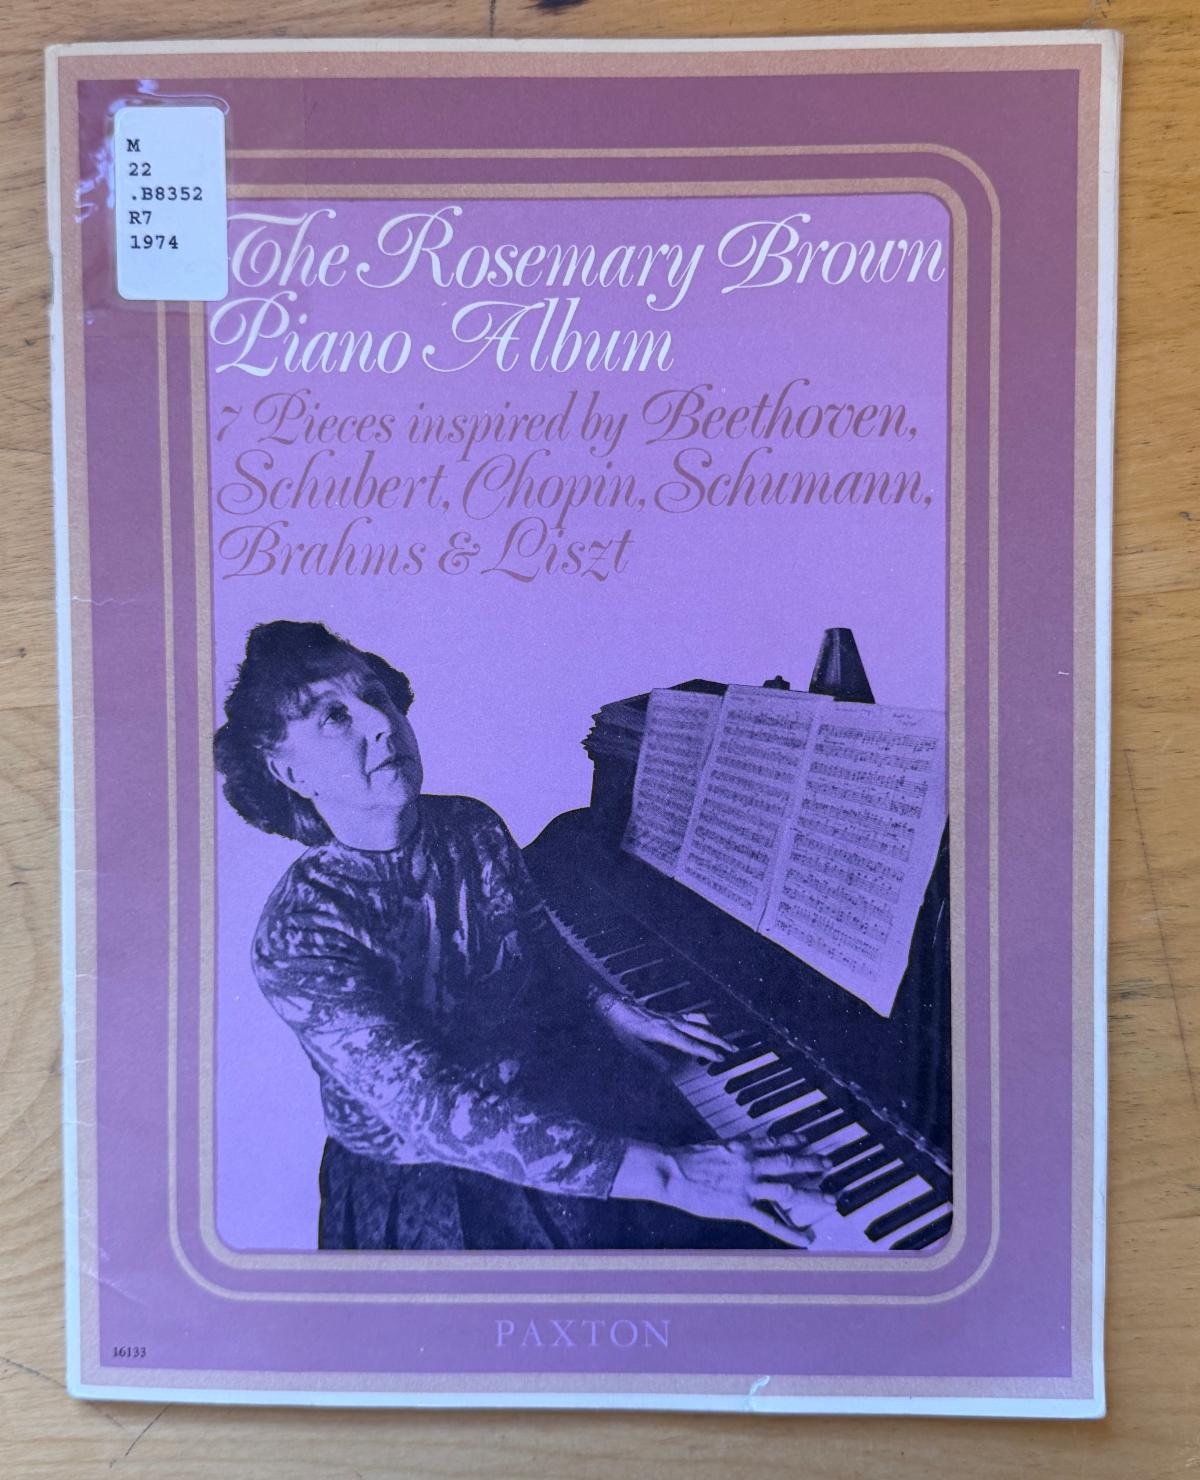 M
22
.B8352
R7
1974
The Rosemary Brown
Piano Album
7 Pieces inspired by Beethoven,
Schubert, Chopin, Schumann,
Brahms & Liszt
PAXTON
16133